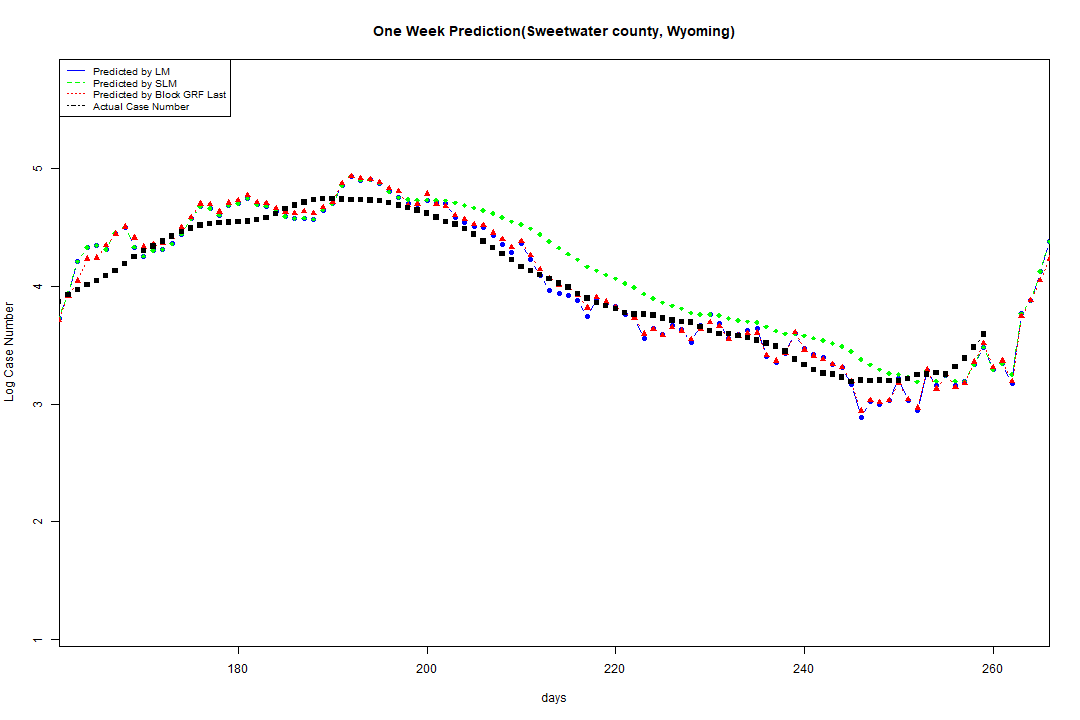 One Week Prediction(Sweetwater county, Wyoming)
Predicted by LM
Predicted by SLM
Predicted by Block GRF Last
Actual Case Number
Log Case Number
5
4
3
2
1
180
200
220
240
260
days